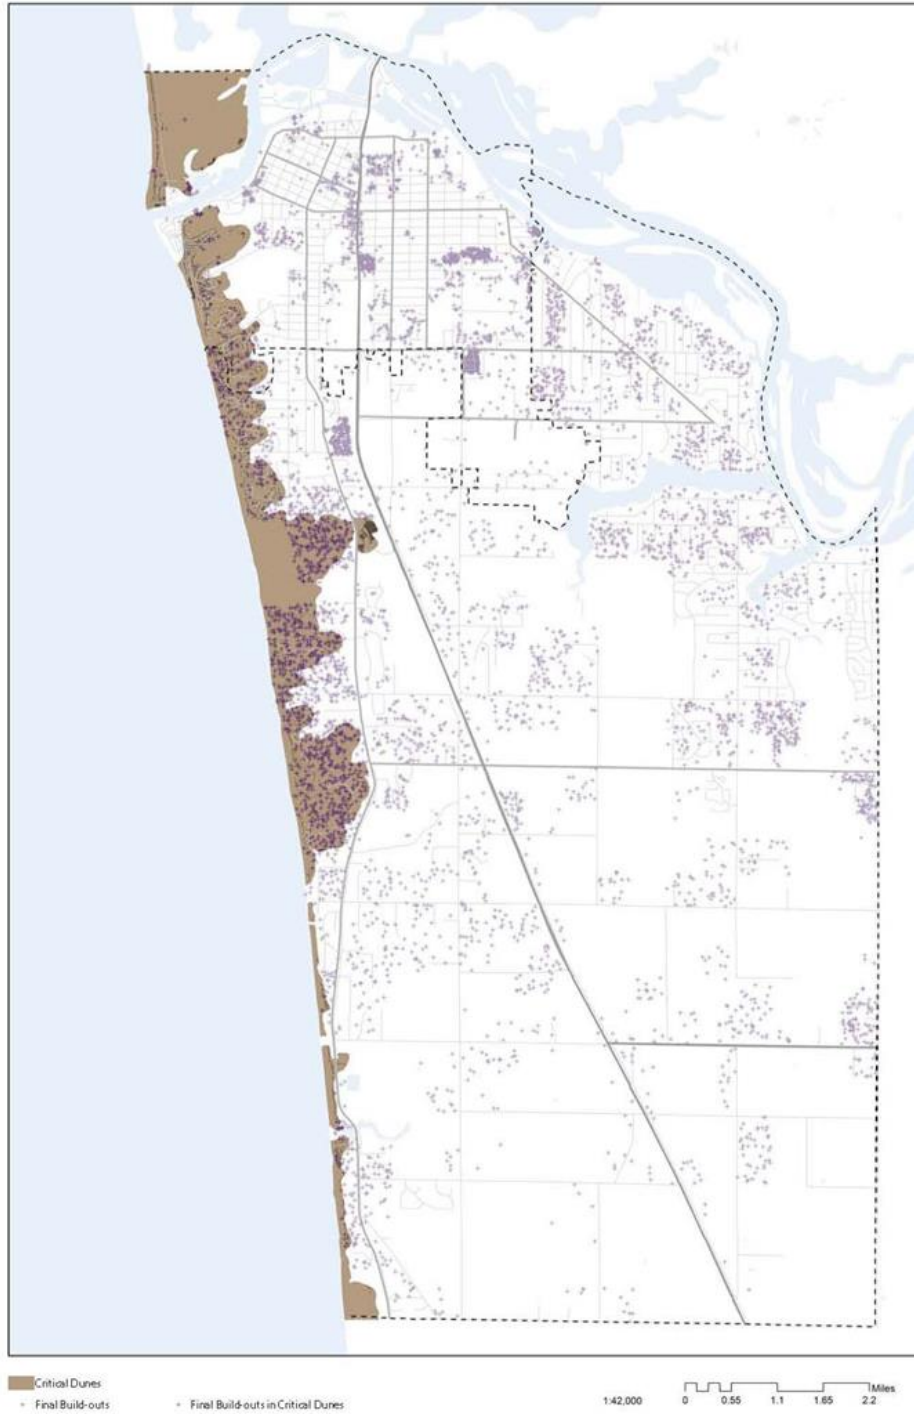 Critical Dunes
Final Build-outs
Final Build-outs in Critical Dunes
1:42,000
Miles
0 0.55 1.1 1.65 2.2